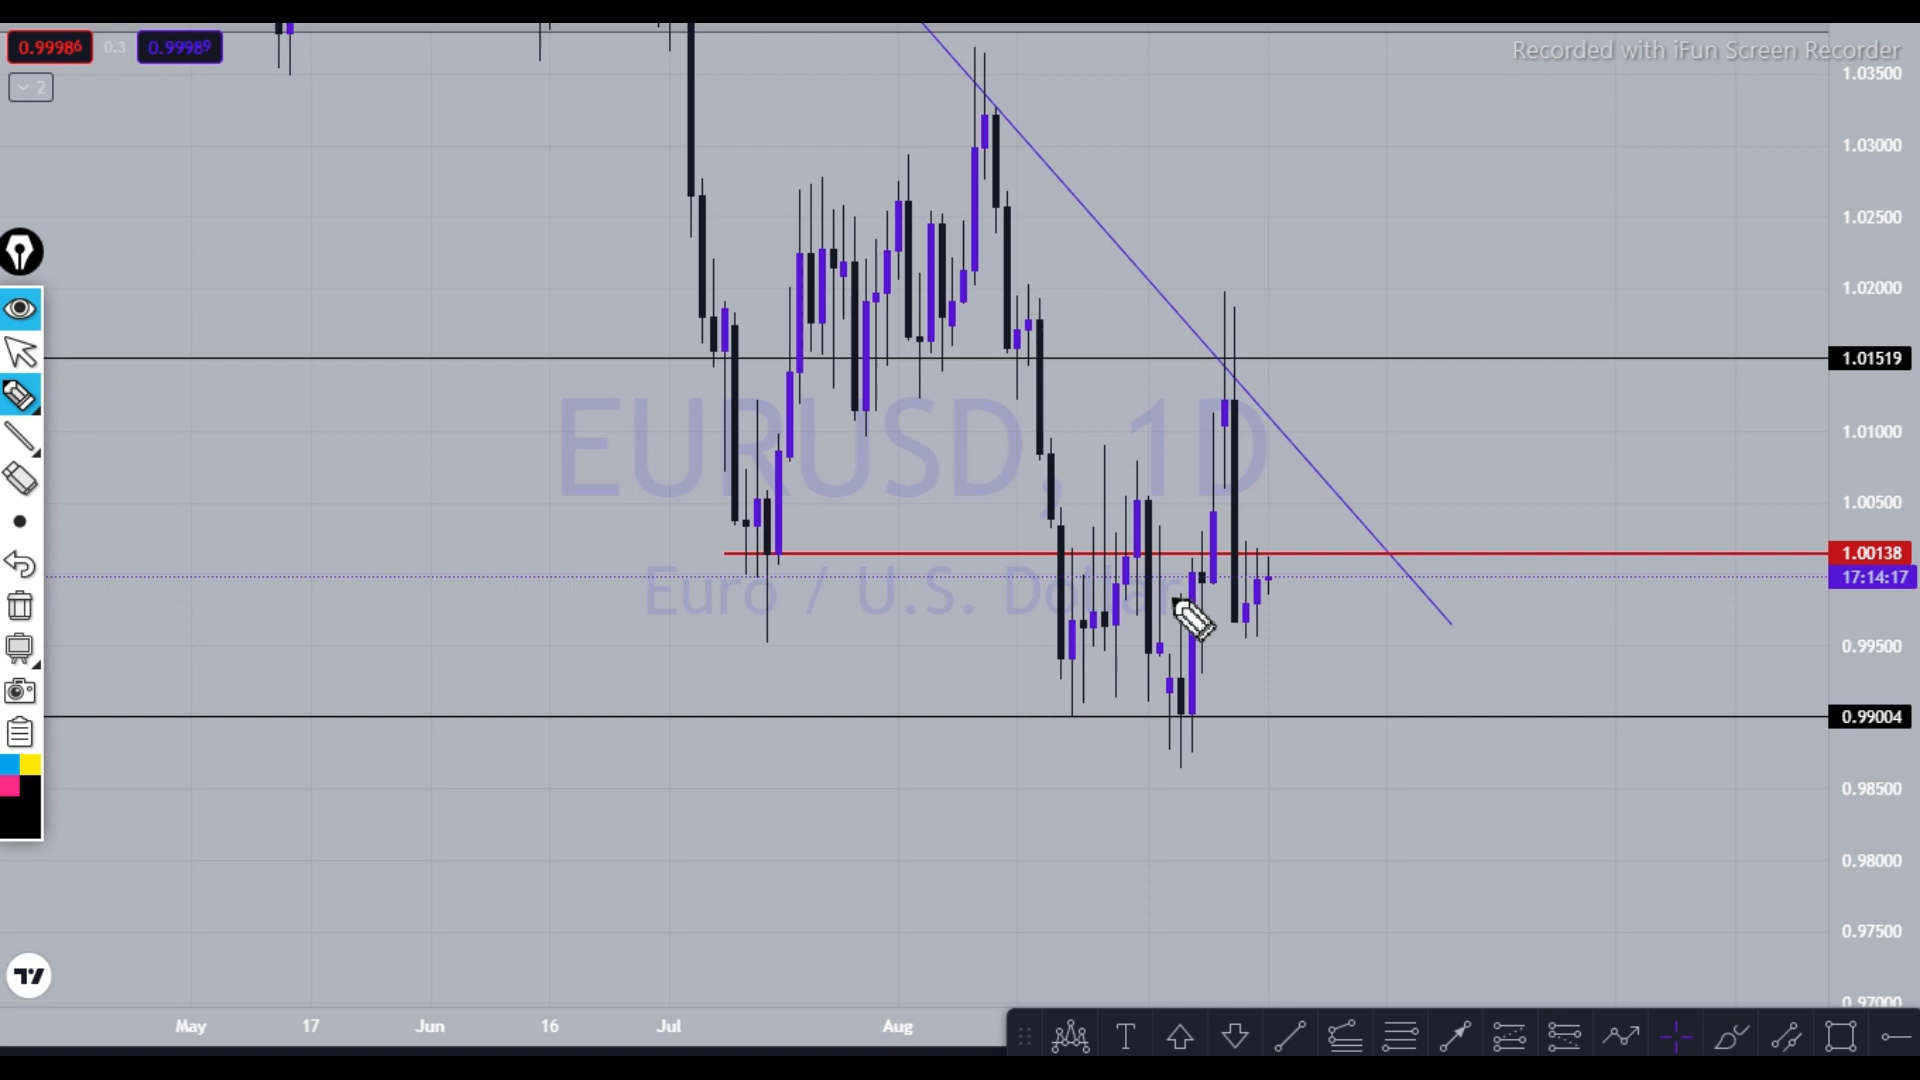 0.99986 0.3 0.99989
2
Recorded with iFun Screen Recorder
1.03500
1.03000
1.02500
1.02000
1.01519
EURUSD, 1D
1.01000
1.00500
1.00138
17:14:17
Euro / U.S. Dollar
0.99500
0.99004
0.98500
0.98000
0.97500
0.97000
May 17 Jun 16 Jul Aug
T